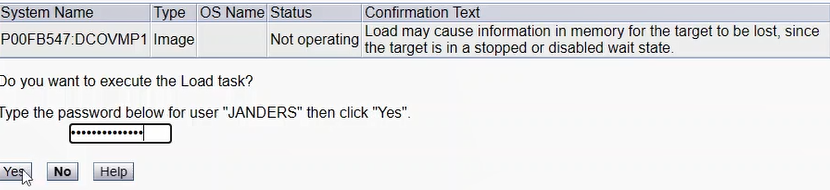 System Name Type OS Name Status Confirmation Text
P00FB547:DCOVMP1 Image Not operating Load may cause information in memory for the target to be lost, since
the target is in a stopped or disabled wait state.
Do you want to execute the Load task?
Type the password below for user "JANDERS" then click "Yes".
••••••••••••••
Yes No Help